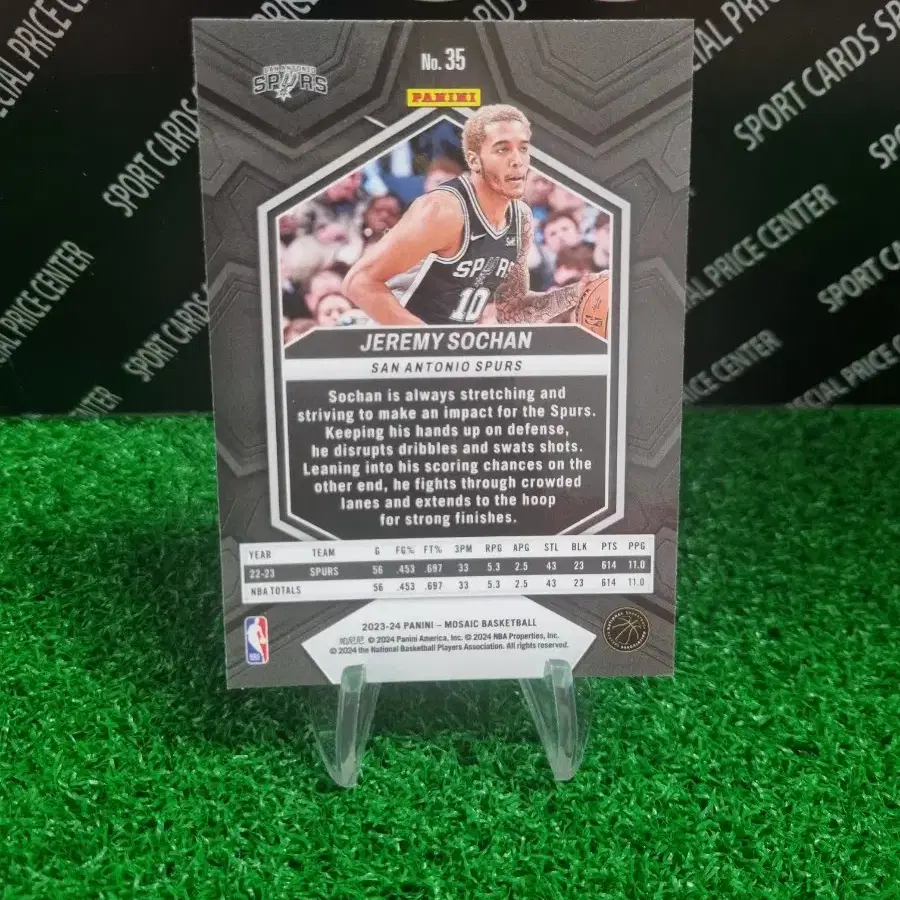 No. 35
SAN ANTONIO
SPURS
PANINI
SPURS
10
JEREMY SOCHAN
SAN ANTONIO SPURS
Sochan is always stretching and
striving to make an impact for the Spurs.
Keeping his hands up on defense,
he disrupts dribbles and swats shots.
Leaning into his scoring chances on the
other end, he fights through crowded
lanes and extends to the hoop
for strong finishes.
YEAR TEAM G FG% FT% 3PM RPG APG STL BLK PTS PPG
22-23 SPURS 56 .453 .697 33 5.3 2.5 43 23 614 11.0
NBA TOTALS 56 .453 .697 33 5.3 2.5 43 23 614 11.0
2023-24 PANINI – MOSAIC BASKETBALL
© 2024 Panini America, Inc. © 2024 NBA Properties, Inc.
© 2024 the National Basketball Players Association. All rights reserved.
SPECIAL PRICE CENTER
SPORT CARDS
PRICE CENTER
SPORT CARDS
PRICE CENTER
SPORT CARDS
PRICE CENTER
CENTER